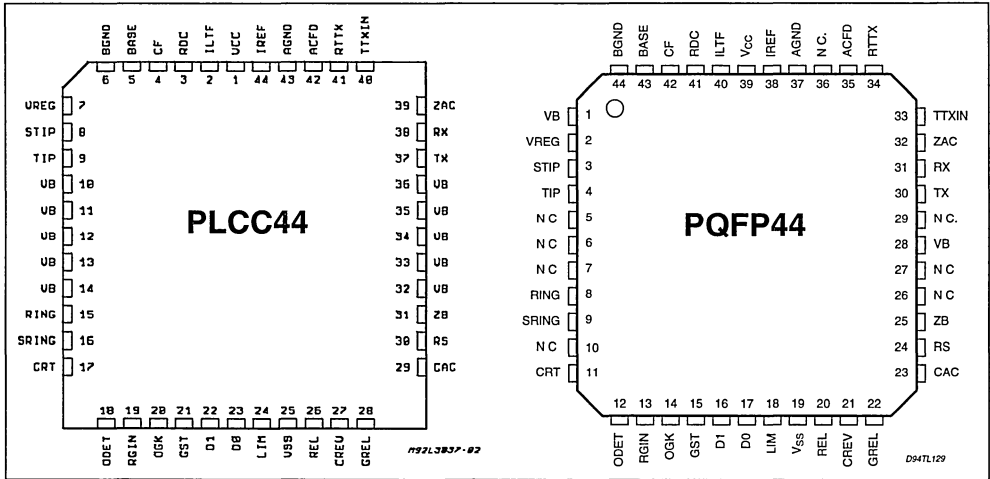 BGND BASE CF RDC ILTF VCC IREF AGND ACFD RTTX TTXIN
6 5 4 3 2 1 44 43 42 41 40
VREG 7
STIP 8
TIP 9
VB 10
VB 11
VB 12
VB 13
VB 14
RING 15
SRING 16
CRT 17
PLCC44
39 ZAC
38 RX
37 TX
36 VB
35 VB
34 VB
33 VB
32 VB
31 ZB
30 RS
29 CAC
18 19 20 21 22 23 24 25 26 27 28
ODET RGIN OGK GST D1 D0 LIM VSS REL CREV GREL
M92L3037-02
BGND BASE CF RDC ILTF VCC IREF AGND N C. ACFD RTTX
44 43 42 41 40 39 38 37 36 35 34
VB 1
VREG 2
STIP 3
TIP 4
N C 5
N C 6
N C 7
RING 8
SRING 9
N C 10
CRT 11
PQFP44
33 TTXIN
32 ZAC
31 RX
30 TX
29 N C.
28 VB
27 N C
26 N C
25 ZB
24 RS
23 CAC
12 13 14 15 16 17 18 19 20 21 22
ODET RGIN OGK GST D1 D0 LIM VSS REL CREV GREL
D94TL129